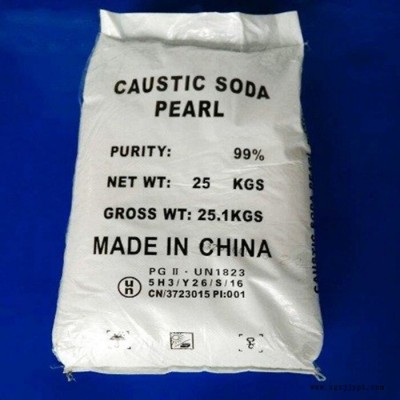 CAUSTIC SODA
PEARL
PURITY: 99%
NET WT: 25 KGS
GROSS WT: 25.1KGS
MADE IN CHINA
PG II · UN1823
un
5H3/Y26/S/16
CN/3723015 PI:001